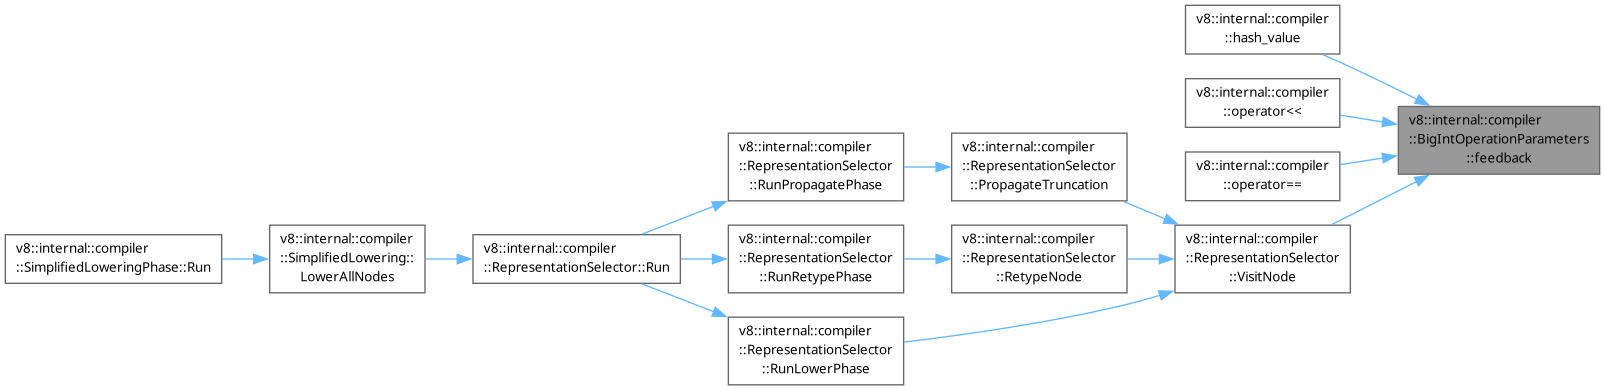 v8::internal::compiler
::hash_value
v8::internal::compiler
::operator<<
v8::internal::compiler
::operator==
v8::internal::compiler
::BigIntOperationParameters
::feedback
v8::internal::compiler
::RepresentationSelector
::RunPropagatePhase
v8::internal::compiler
::RepresentationSelector
::PropagateTruncation
v8::internal::compiler
::SimplifiedLoweringPhase::Run
v8::internal::compiler
::SimplifiedLowering::
LowerAllNodes
v8::internal::compiler
::RepresentationSelector::Run
v8::internal::compiler
::RepresentationSelector
::RunRetypePhase
v8::internal::compiler
::RepresentationSelector
::RetypeNode
v8::internal::compiler
::RepresentationSelector
::VisitNode
v8::internal::compiler
::RepresentationSelector
::RunLowerPhase